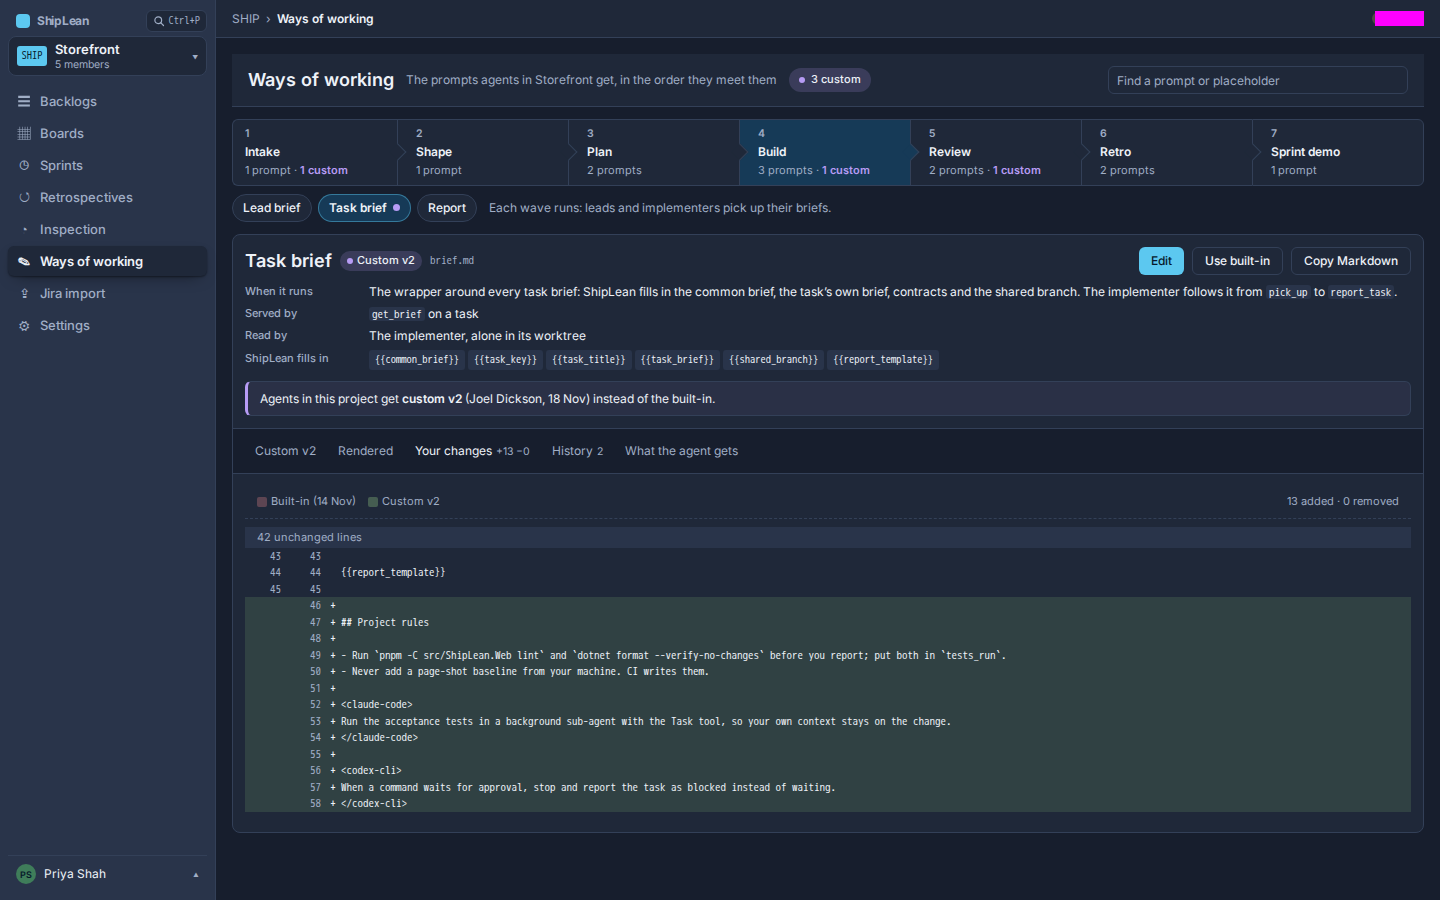 ShipLean
Ctrl+P
SHIP
Storefront
5 members
Backlogs
Boards
Sprints
Retrospectives
Inspection
Ways of working
Jira import
Settings
PS
Priya Shah
SHIP › Ways of working
Ways of working
The prompts agents in Storefront get, in the order they meet them
3 custom
Find a prompt or placeholder
1
Intake
1 prompt · 1 custom
2
Shape
1 prompt
3
Plan
2 prompts
4
Build
3 prompts · 1 custom
5
Review
2 prompts · 1 custom
6
Retro
2 prompts
7
Sprint demo
1 prompt
Lead brief
Task brief
Report
Each wave runs: leads and implementers pick up their briefs.
Task brief
Custom v2
brief.md
Edit
Use built-in
Copy Markdown
When it runs
The wrapper around every task brief: ShipLean fills in the common brief, the task’s own brief, contracts and the shared branch. The implementer follows it from pick_up to report_task.
Served by
get_brief on a task
Read by
The implementer, alone in its worktree
ShipLean fills in
{{common_brief}} {{task_key}} {{task_title}} {{task_brief}} {{shared_branch}} {{report_template}}
Agents in this project get custom v2 (Joel Dickson, 18 Nov) instead of the built-in.
Custom v2
Rendered
Your changes +13 −0
History 2
What the agent gets
Built-in (14 Nov)
Custom v2
13 added · 0 removed
42 unchanged lines
43 43
44 44 {{report_template}}
45 45
46 +
47 + ## Project rules
48 +
49 + - Run `pnpm -C src/ShipLean.Web lint` and `dotnet format --verify-no-changes` before you report; put both in `tests_run`.
50 + - Never add a page-shot baseline from your machine. CI writes them.
51 +
52 + <claude-code>
53 + Run the acceptance tests in a background sub-agent with the Task tool, so your own context stays on the change.
54 + </claude-code>
55 +
56 + <codex-cli>
57 + When a command waits for approval, stop and report the task as blocked instead of waiting.
58 + </codex-cli>